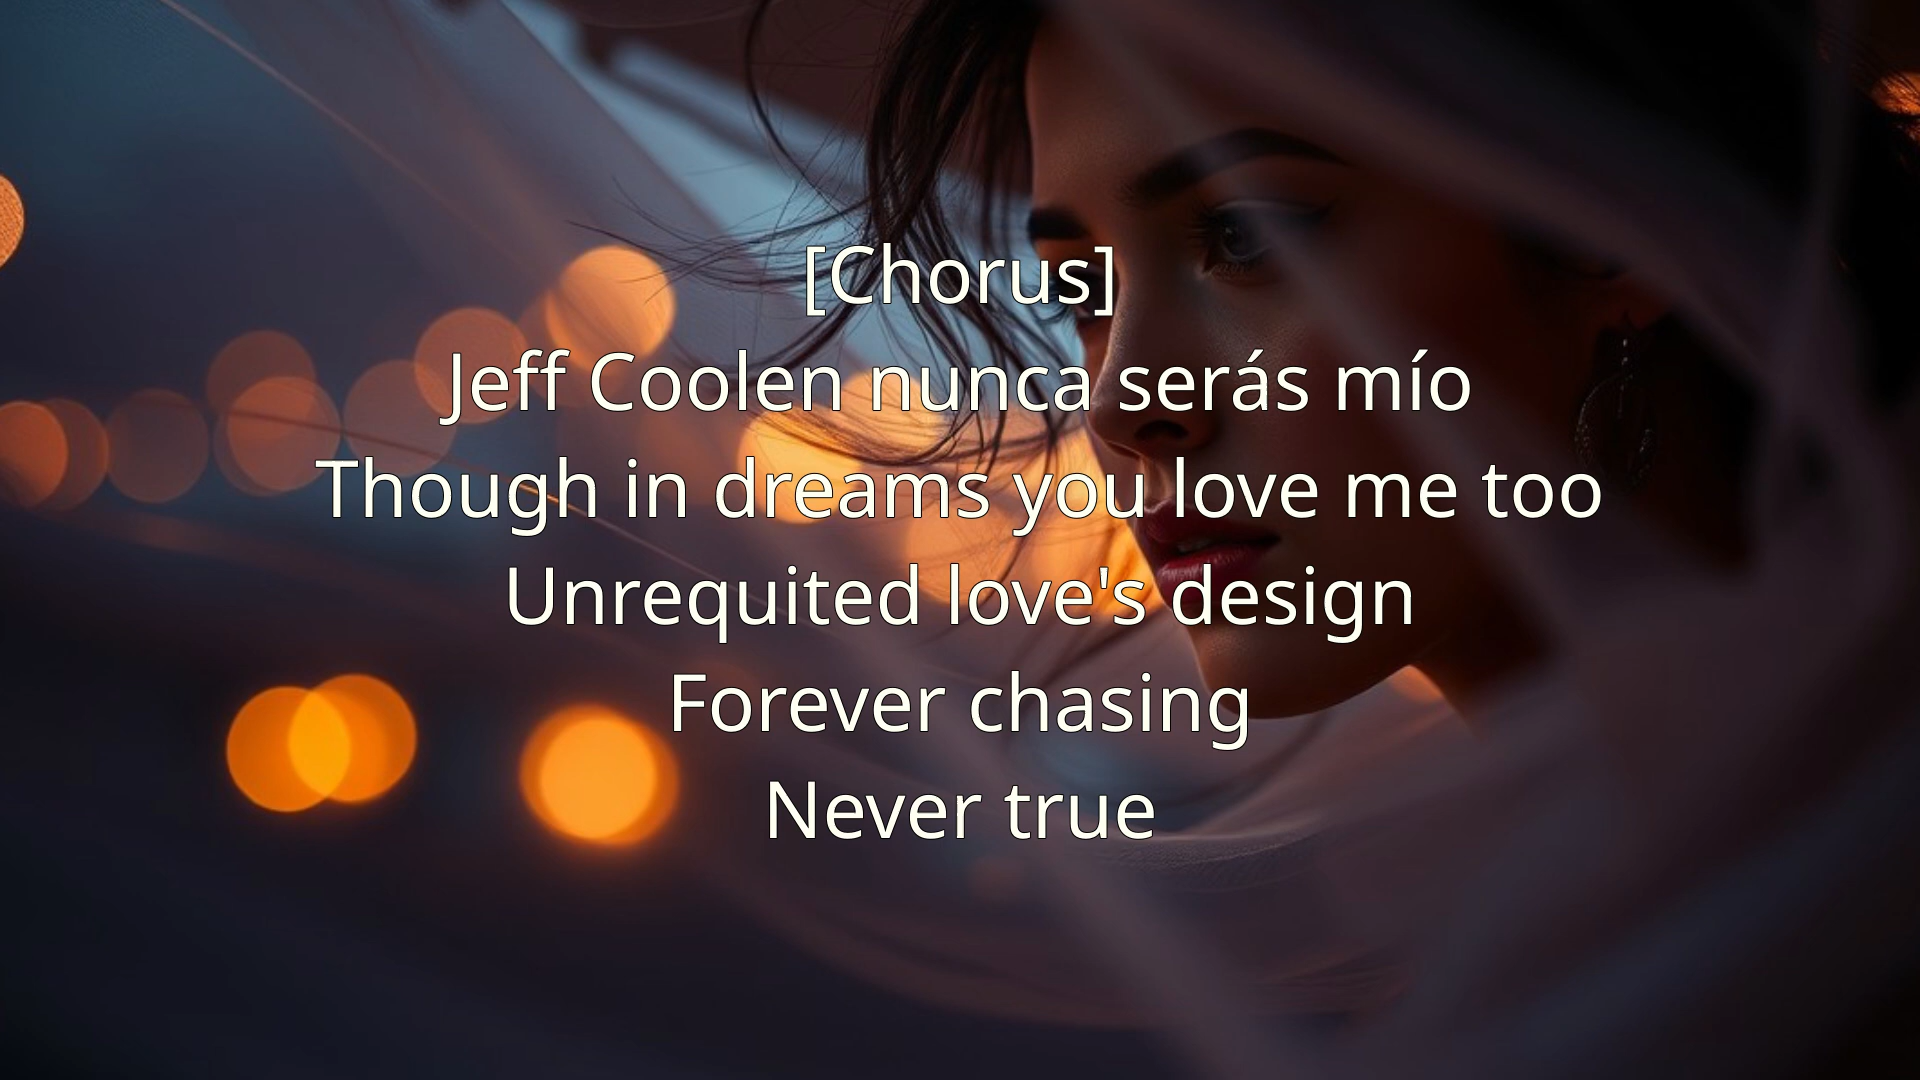 [Chorus]
Jeff Coolen nunca serás mío
Though in dreams you love me too
Unrequited love's design
Forever chasing
Never true